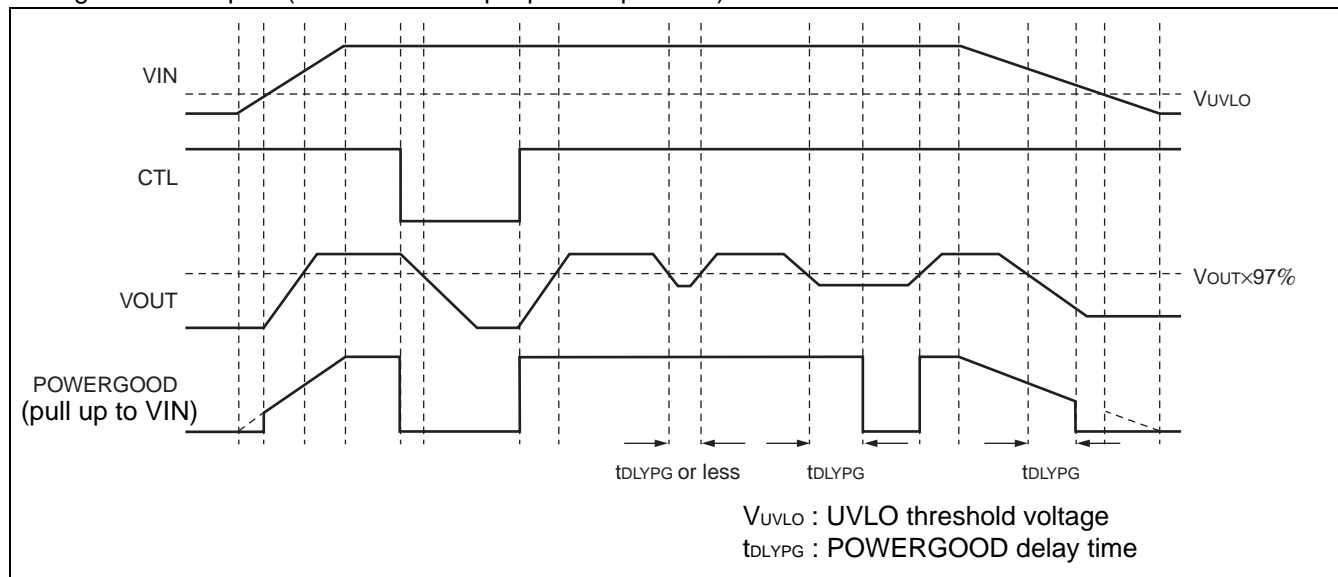 VIN
VUVLO
CTL
VOUT
VOUT×97%
POWERGOOD
(pull up to VIN)
tDLYPG or less
tDLYPG
tDLYPG
VUVLO : UVLO threshold voltage
tDLYPG : POWERGOOD delay time